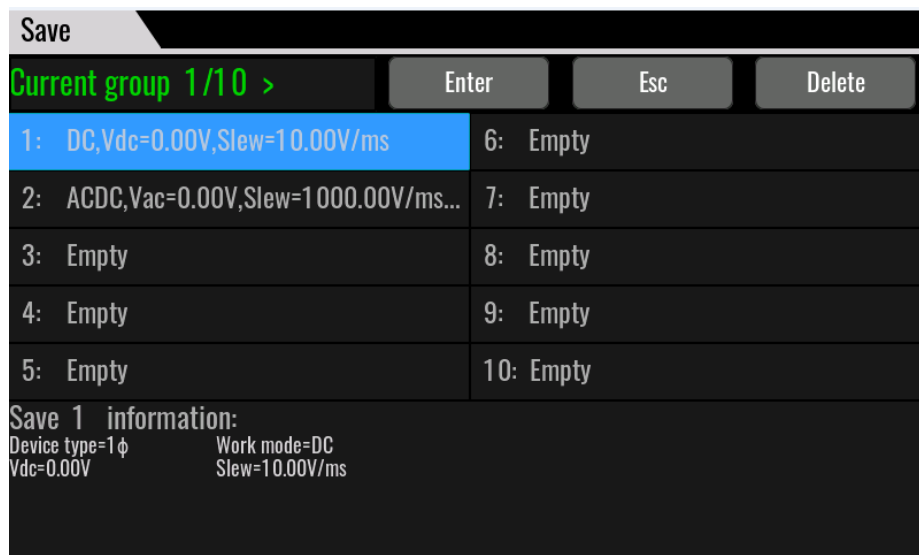 Save
Current group 1/10 > Enter Esc Delete
1: DC,Vdc=0.00V,Slew=10.00V/ms 6: Empty
2: ACDC,Vac=0.00V,Slew=1000.00V/ms... 7: Empty
3: Empty 8: Empty
4: Empty 9: Empty
5: Empty 10: Empty
Save 1 information:
Device type=1ϕ Work mode=DC
Vdc=0.00V Slew=10.00V/ms